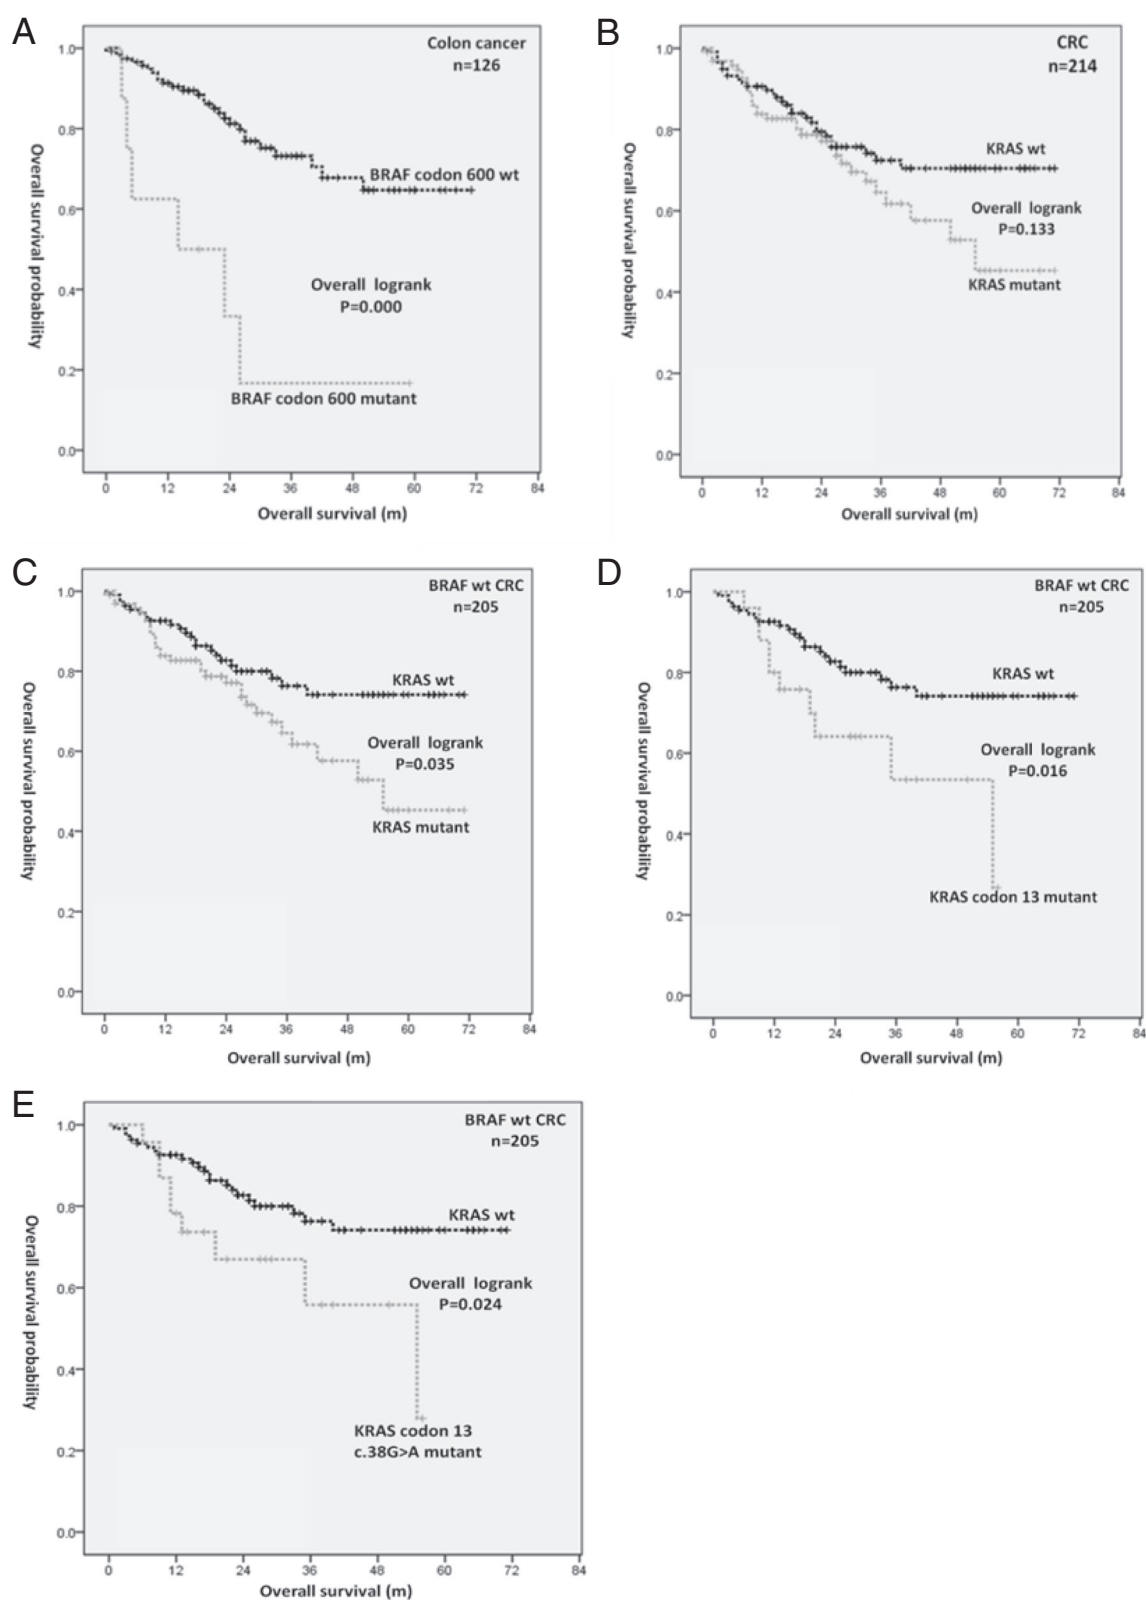 A
Colon cancer
n=126
1.0
0.8
0.6
0.4
0.2
0.0
Overall survival probability
BRAF codon 600 wt
Overall logrank
P=0.000
BRAF codon 600 mutant
0 12 24 36 48 60 72 84
Overall survival (m)
B
CRC
n=214
1.0
0.8
0.6
0.4
0.2
0.0
Overall survival probability
KRAS wt
Overall logrank
P=0.133
KRAS mutant
0 12 24 36 48 60 72 84
Overall survival (m)
C
BRAF wt CRC
n=205
1.0
0.8
0.6
0.4
0.2
0.0
Overall survival probability
KRAS wt
Overall logrank
P=0.035
KRAS mutant
0 12 24 36 48 60 72 84
Overall survival (m)
D
BRAF wt CRC
n=205
1.0
0.8
0.6
0.4
0.2
0.0
Overall survival probability
KRAS wt
Overall logrank
P=0.016
KRAS codon 13 mutant
0 12 24 36 48 60 72 84
Overall survival (m)
E
BRAF wt CRC
n=205
1.0
0.8
0.6
0.4
0.2
0.0
Overall survival probability
KRAS wt
Overall logrank
P=0.024
KRAS codon 13
c.38G>A mutant
0 12 24 36 48 60 72 84
Overall survival (m)